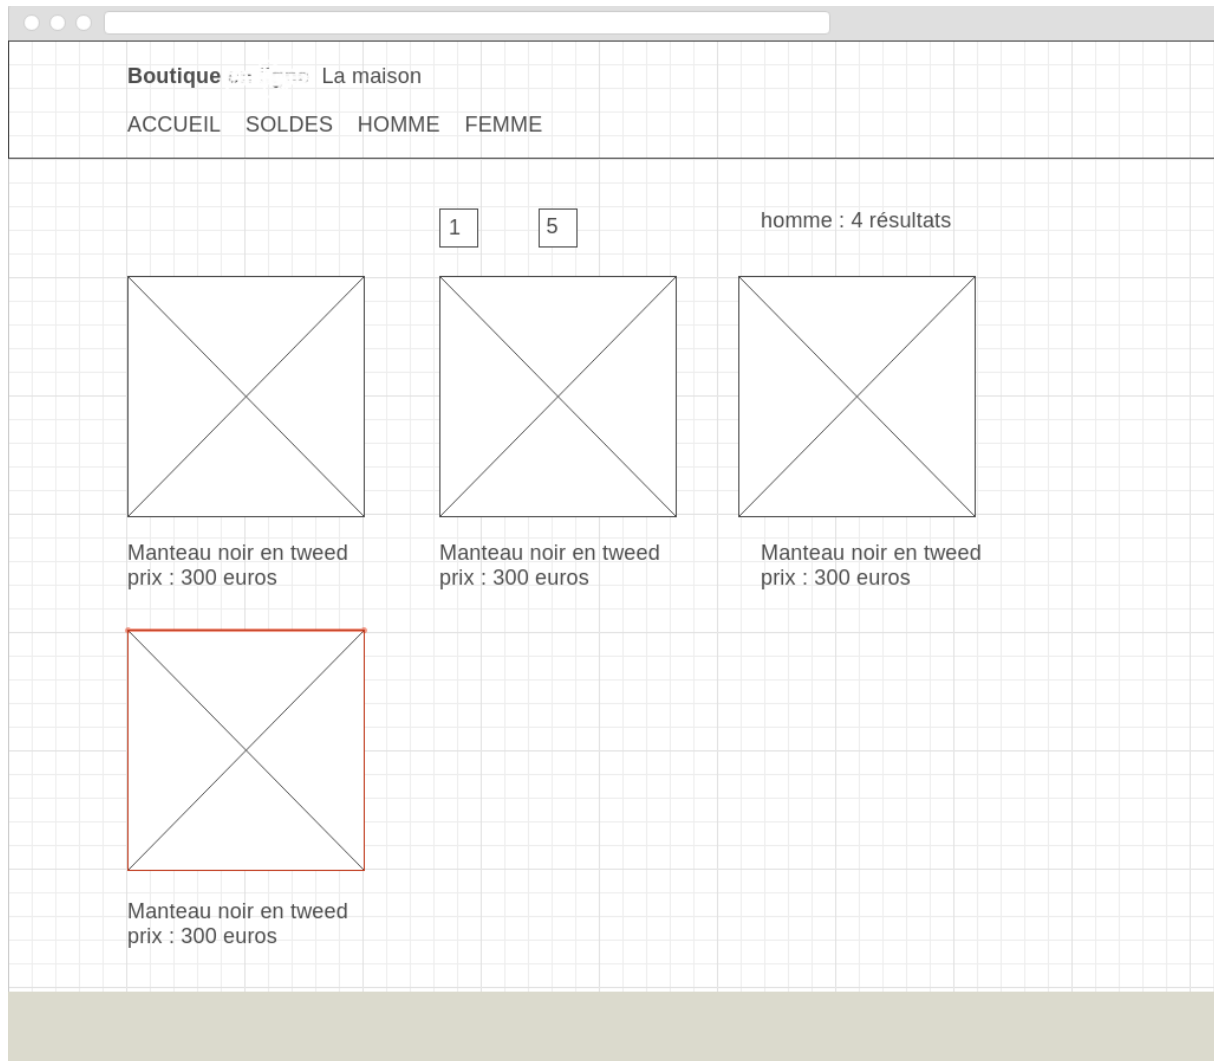 Boutique La maison
ACCUEIL SOLDES HOMME FEMME
1 5 homme : 4 résultats
Manteau noir en tweed
prix : 300 euros
Manteau noir en tweed
prix : 300 euros
Manteau noir en tweed
prix : 300 euros
Manteau noir en tweed
prix : 300 euros